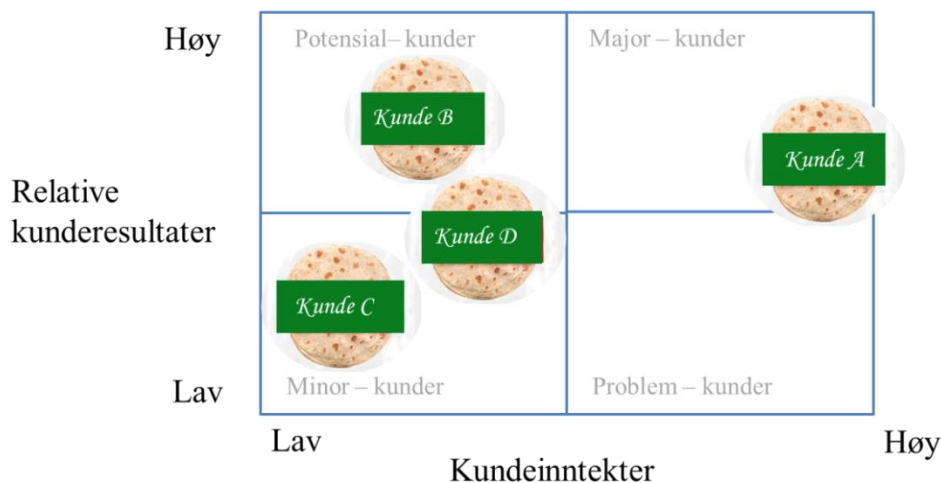 Høy
Potensial– kunder
Major – kunder
Kunde B
Kunde A
Relative
kunderesultater
Kunde D
Kunde C
Lav
Minor – kunder
Problem – kunder
Lav
Høy
Kundeinntekter